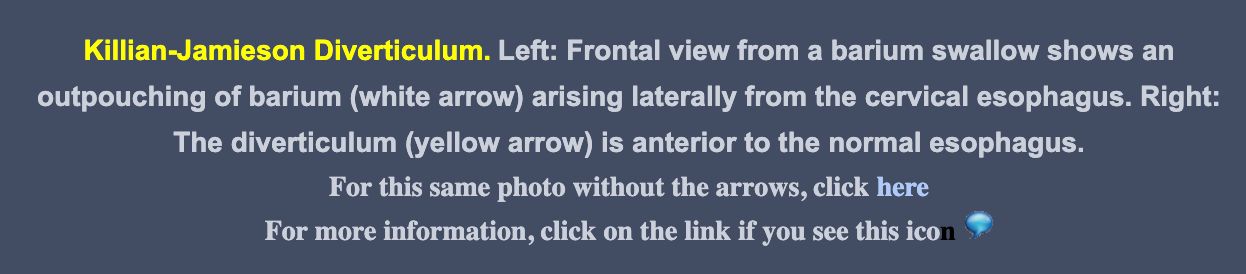 Killian-Jamieson Diverticulum. Left: Frontal view from a barium swallow shows an
outpouching of barium (white arrow) arising laterally from the cervical esophagus. Right:
The diverticulum (yellow arrow) is anterior to the normal esophagus.
For this same photo without the arrows, click here
For more information, click on the link if you see this icon